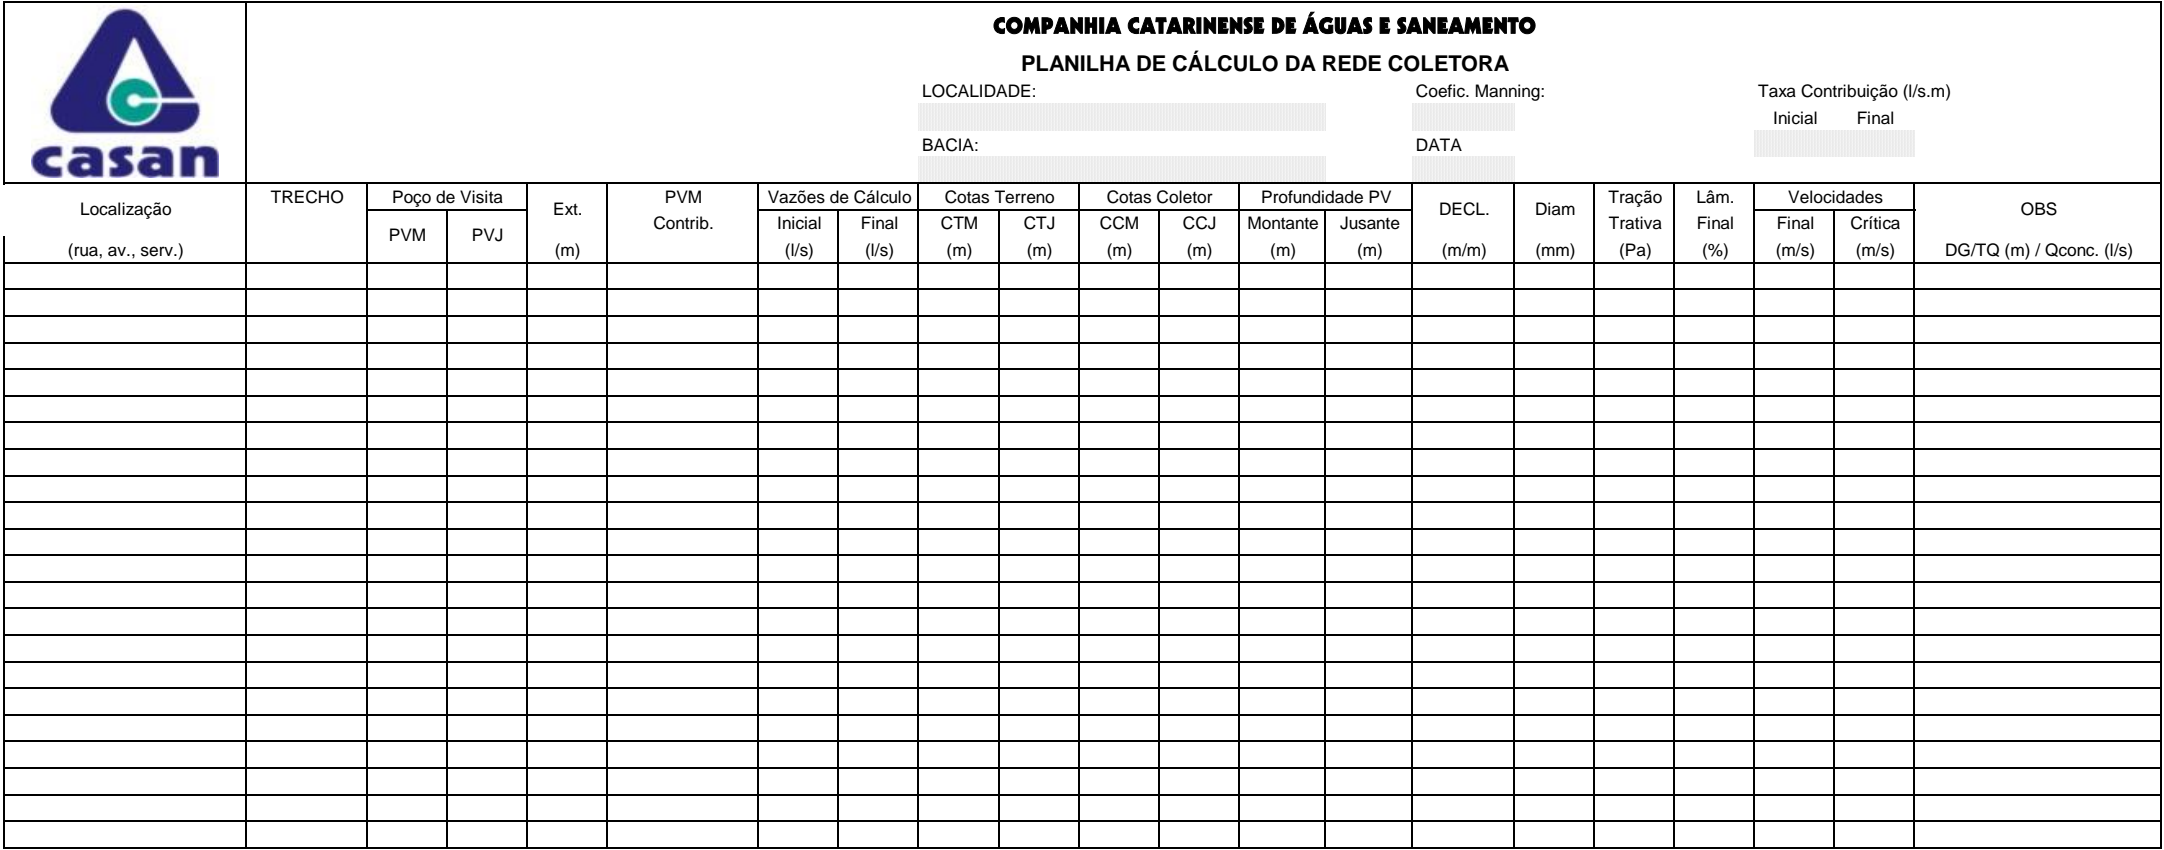 casan
COMPANHIA CATARINENSE DE ÁGUAS E SANEAMENTO
PLANILHA DE CÁLCULO DA REDE COLETORA
LOCALIDADE: Coefic. Manning: Taxa Contribuição (l/s.m)
Inicial Final
BACIA: DATA
TRECHO Poço de Visita PVM Vazões de Cálculo Cotas Terreno Cotas Coletor Profundidade PV Tração Lâm. Velocidades
Localização Ext. DECL. Diam OBS
PVM PVJ Contrib. Inicial Final CTM CTJ CCM CCJ Montante Jusante Trativa Final Final Crítica
(rua, av., serv.) (m) (l/s) (l/s) (m) (m) (m) (m) (m) (m) (m/m) (mm) (Pa) (%) (m/s) (m/s) DG/TQ (m) / Qconc. (l/s)